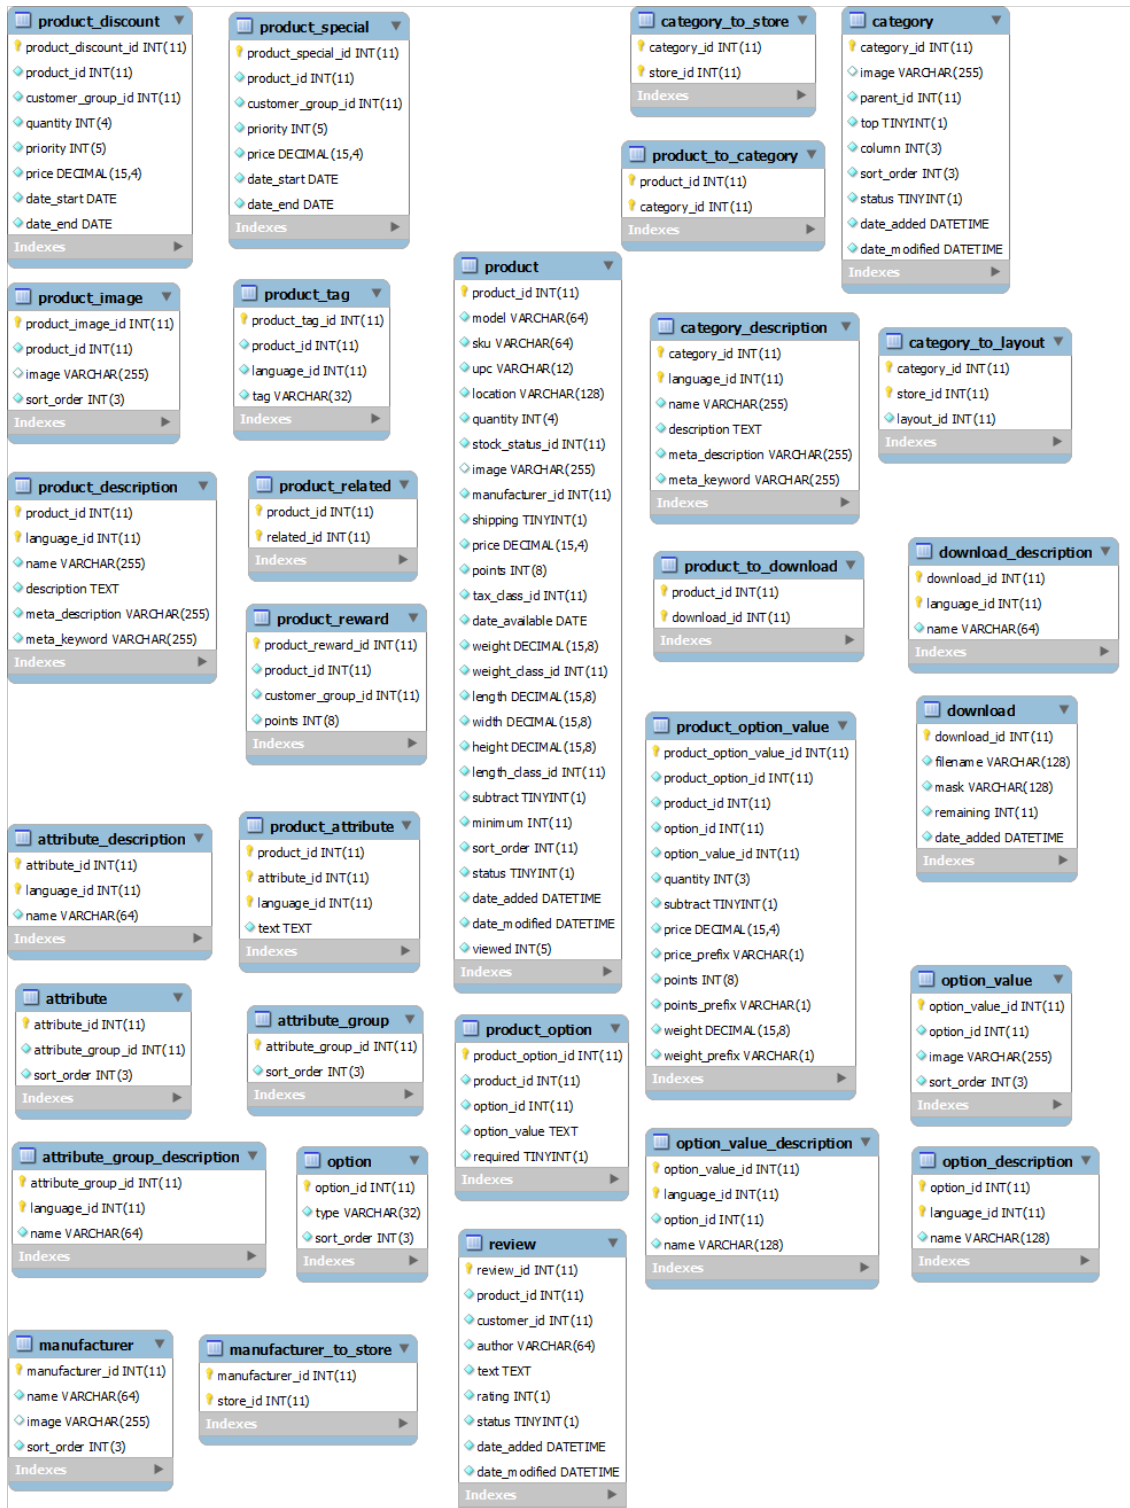 product_discount
product_discount_id INT(11)
product_id INT(11)
customer_group_id INT(11)
quantity INT(4)
priority INT(5)
price DECIMAL(15,4)
date_start DATE
date_end DATE
Indexes
product_special
product_special_id INT(11)
product_id INT(11)
customer_group_id INT(11)
priority INT(5)
price DECIMAL(15,4)
date_start DATE
date_end DATE
Indexes
category_to_store
category_id INT(11)
store_id INT(11)
Indexes
category
category_id INT(11)
image VARCHAR(255)
parent_id INT(11)
top TINYINT(1)
column INT(3)
sort_order INT(3)
status TINYINT(1)
date_added DATETIME
date_modified DATETIME
Indexes
product_to_category
product_id INT(11)
category_id INT(11)
Indexes
product_image
product_image_id INT(11)
product_id INT(11)
image VARCHAR(255)
sort_order INT(3)
Indexes
product_tag
product_tag_id INT(11)
product_id INT(11)
language_id INT(11)
tag VARCHAR(32)
Indexes
product
product_id INT(11)
model VARCHAR(64)
sku VARCHAR(64)
upc VARCHAR(12)
location VARCHAR(128)
quantity INT(4)
stock_status_id INT(11)
image VARCHAR(255)
manufacturer_id INT(11)
shipping TINYINT(1)
price DECIMAL(15,4)
points INT(8)
tax_class_id INT(11)
date_available DATE
weight DECIMAL(15,8)
weight_class_id INT(11)
length DECIMAL(15,8)
width DECIMAL(15,8)
height DECIMAL(15,8)
length_class_id INT(11)
subtract TINYINT(1)
minimum INT(11)
sort_order INT(11)
status TINYINT(1)
date_added DATETIME
date_modified DATETIME
viewed INT(5)
Indexes
category_description
category_id INT(11)
language_id INT(11)
name VARCHAR(255)
description TEXT
meta_description VARCHAR(255)
meta_keyword VARCHAR(255)
Indexes
category_to_layout
category_id INT(11)
store_id INT(11)
layout_id INT(11)
Indexes
product_description
product_id INT(11)
language_id INT(11)
name VARCHAR(255)
description TEXT
meta_description VARCHAR(255)
meta_keyword VARCHAR(255)
Indexes
product_related
product_id INT(11)
related_id INT(11)
Indexes
product_to_download
product_id INT(11)
download_id INT(11)
Indexes
download_description
download_id INT(11)
language_id INT(11)
name VARCHAR(64)
Indexes
product_reward
product_reward_id INT(11)
product_id INT(11)
customer_group_id INT(11)
points INT(8)
Indexes
product_option_value
product_option_value_id INT(11)
product_option_id INT(11)
product_id INT(11)
option_id INT(11)
option_value_id INT(11)
quantity INT(3)
subtract TINYINT(1)
price DECIMAL(15,4)
price_prefix VARCHAR(1)
points INT(8)
points_prefix VARCHAR(1)
weight DECIMAL(15,8)
weight_prefix VARCHAR(1)
Indexes
download
download_id INT(11)
filename VARCHAR(128)
mask VARCHAR(128)
remaining INT(11)
date_added DATETIME
Indexes
attribute_description
attribute_id INT(11)
language_id INT(11)
name VARCHAR(64)
Indexes
product_attribute
product_id INT(11)
attribute_id INT(11)
language_id INT(11)
text TEXT
Indexes
attribute
attribute_id INT(11)
attribute_group_id INT(11)
sort_order INT(3)
Indexes
attribute_group
attribute_group_id INT(11)
sort_order INT(3)
Indexes
product_option
product_option_id INT(11)
product_id INT(11)
option_id INT(11)
option_value TEXT
required TINYINT(1)
Indexes
option_value
option_value_id INT(11)
option_id INT(11)
image VARCHAR(255)
sort_order INT(3)
Indexes
attribute_group_description
attribute_group_id INT(11)
language_id INT(11)
name VARCHAR(64)
Indexes
option
option_id INT(11)
type VARCHAR(32)
sort_order INT(3)
Indexes
option_value_description
option_value_id INT(11)
language_id INT(11)
option_id INT(11)
name VARCHAR(128)
Indexes
option_description
option_id INT(11)
language_id INT(11)
name VARCHAR(128)
Indexes
review
review_id INT(11)
product_id INT(11)
customer_id INT(11)
author VARCHAR(64)
text TEXT
rating INT(1)
status TINYINT(1)
date_added DATETIME
date_modified DATETIME
Indexes
manufacturer
manufacturer_id INT(11)
name VARCHAR(64)
image VARCHAR(255)
sort_order INT(3)
Indexes
manufacturer_to_store
manufacturer_id INT(11)
store_id INT(11)
Indexes